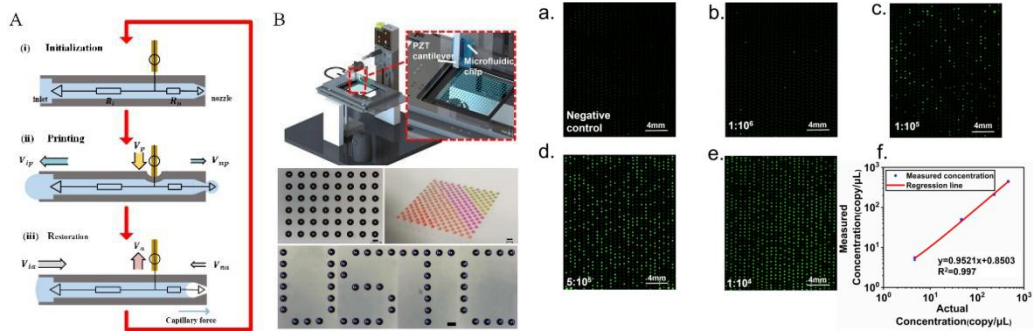 A
(i) Initialization
inlet
nozzle
(ii) Printing
V_p
V_ip
V_np
(iii) Restoration
V_a
V_ia
V_na
Capillary force
B
PZT
cantilever
Microfluidic
chip
USTC
a.
Negative
control
4mm
b.
1:10⁶
4mm
c.
1:10⁵
4mm
d.
5:10⁵
4mm
e.
1:10⁴
4mm
f.
Measured concentration
Regression line
Measured
Concentration(copy/μL)
10³
10²
10¹
10⁰
y=0.9521x+0.8503
R²=0.997
10⁰
10¹
10²
10³
Actual
Concentration(copy/μL)